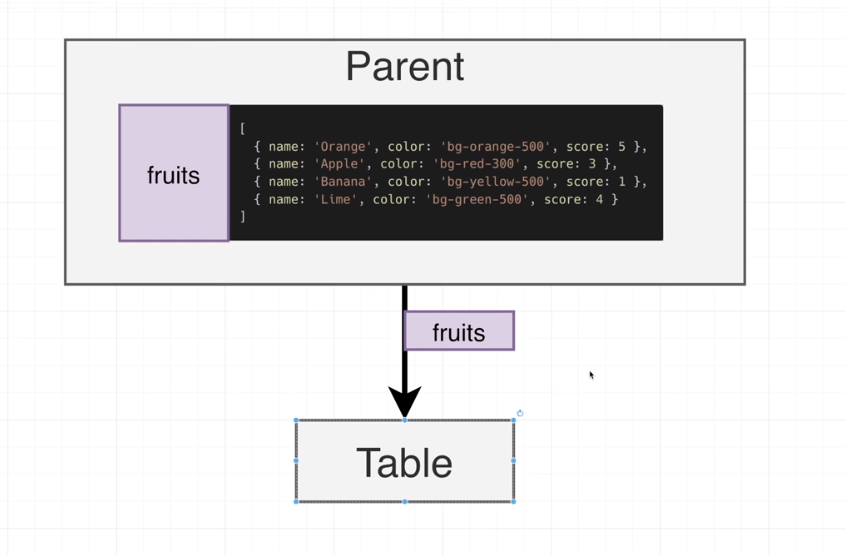 Parent
fruits
[
{ name: 'Orange', color: 'bg-orange-500', score: 5 },
{ name: 'Apple', color: 'bg-red-300', score: 3 },
{ name: 'Banana', color: 'bg-yellow-500', score: 1 },
{ name: 'Lime', color: 'bg-green-500', score: 4 }
]
fruits
Table